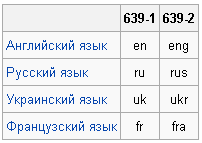 639-1 639-2
Английский язык en eng
Русский язык ru rus
Украинский язык uk ukr
Французский язык fr fra